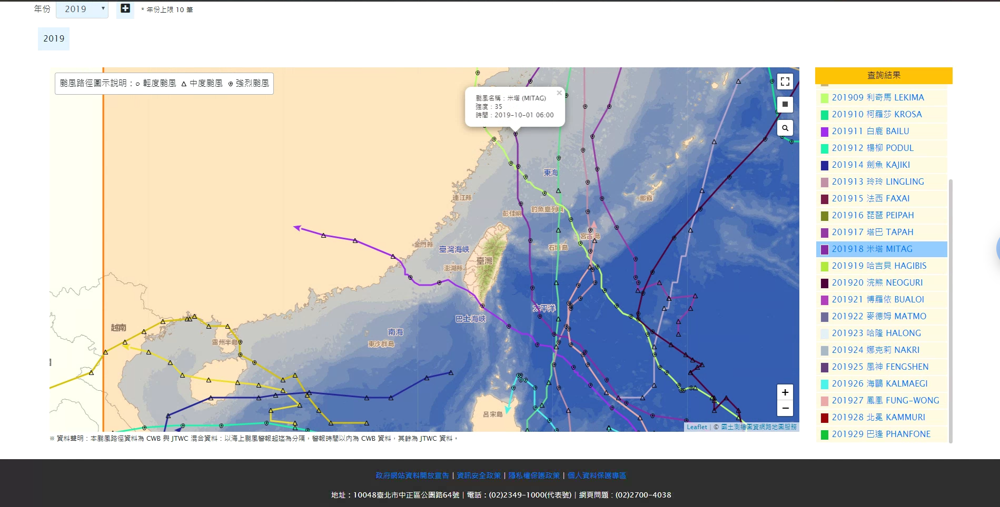 年份 2019 * 年份上限 10 筆
2019
颱風路徑圖示說明：○ 輕度颱風 △ 中度颱風 強烈颱風
颱風名稱：米塔 (MITAG)
強度：35
時間：2019-10-01 06:00
×
東海
連江縣
那霸
彭佳嶼
釣魚臺列嶼
宮古島
金門縣
臺灣海峽
石垣島
臺灣
澎湖縣
太平洋
巴士海峽
越南
南海
雷州半島
東沙群島
呂宋島
+
−
Leaflet | © 國土測繪圖資網路地圖服務
查詢結果
201909 利奇馬 LEKIMA
201910 柯羅莎 KROSA
201911 白鹿 BAILU
201912 楊柳 PODUL
201914 劍魚 KAJIKI
201913 玲玲 LINGLING
201915 法西 FAXAI
201916 琵琶 PEIPAH
201917 塔巴 TAPAH
201918 米塔 MITAG
201919 哈吉貝 HAGIBIS
201920 浣熊 NEOGURI
201921 博羅依 BUALOI
201922 麥德姆 MATMO
201923 哈隆 HALONG
201924 娜克莉 NAKRI
201925 風神 FENGSHEN
201926 海鷗 KALMAEGI
201927 鳳凰 FUNG-WONG
201928 北冕 KAMMURI
201929 巴逢 PHANFONE
※ 資料聲明：本颱風路徑資料為 CWB 與 JTWC 混合資料：以海上颱風警報起迄為分隔，警報時間以內為 CWB 資料，其餘為 JTWC 資料。
政府網站資料開放宣告 | 資訊安全政策 | 隱私權保護政策 | 個人資料保護專區
地址：10048臺北市中正區公園路64號 | 電話：(02)2349-1000(代表號) | 網頁問題：(02)2700-4038